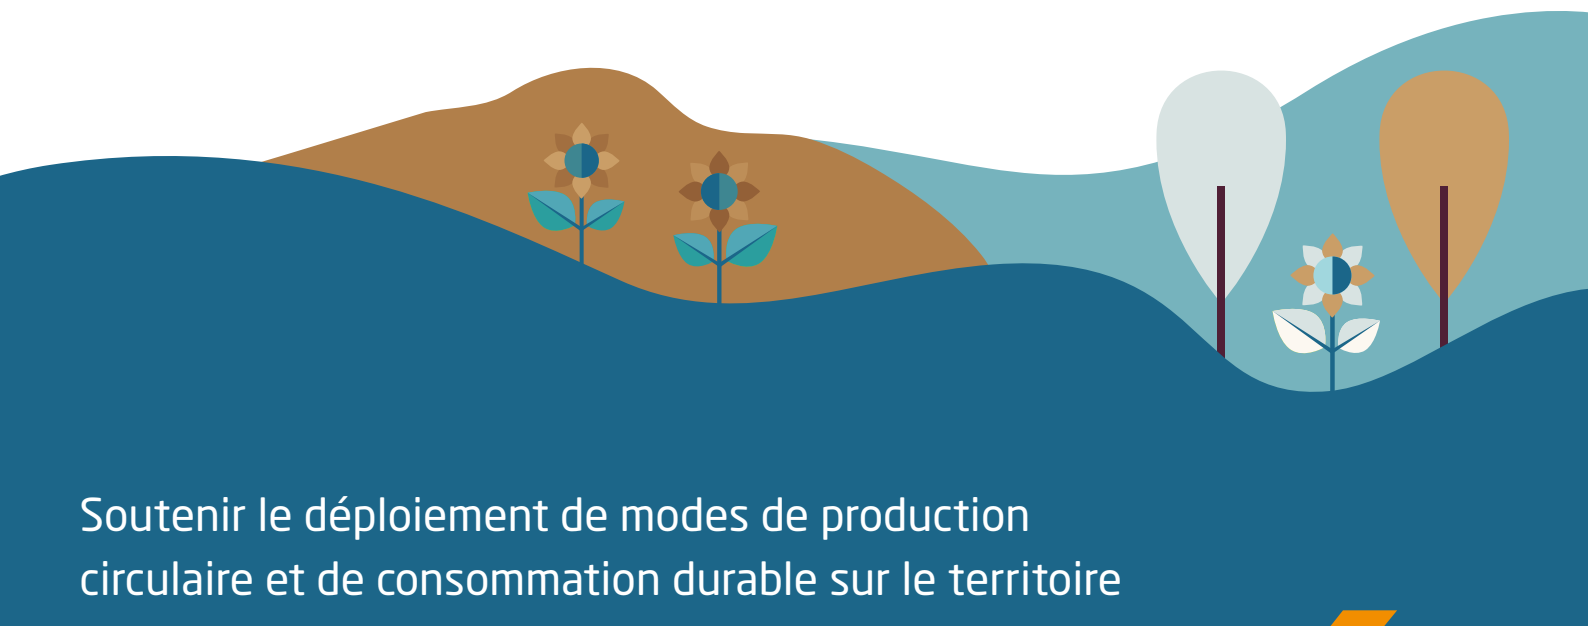 Soutenir le déploiement de modes de production
circulaire et de consommation durable sur le territoire